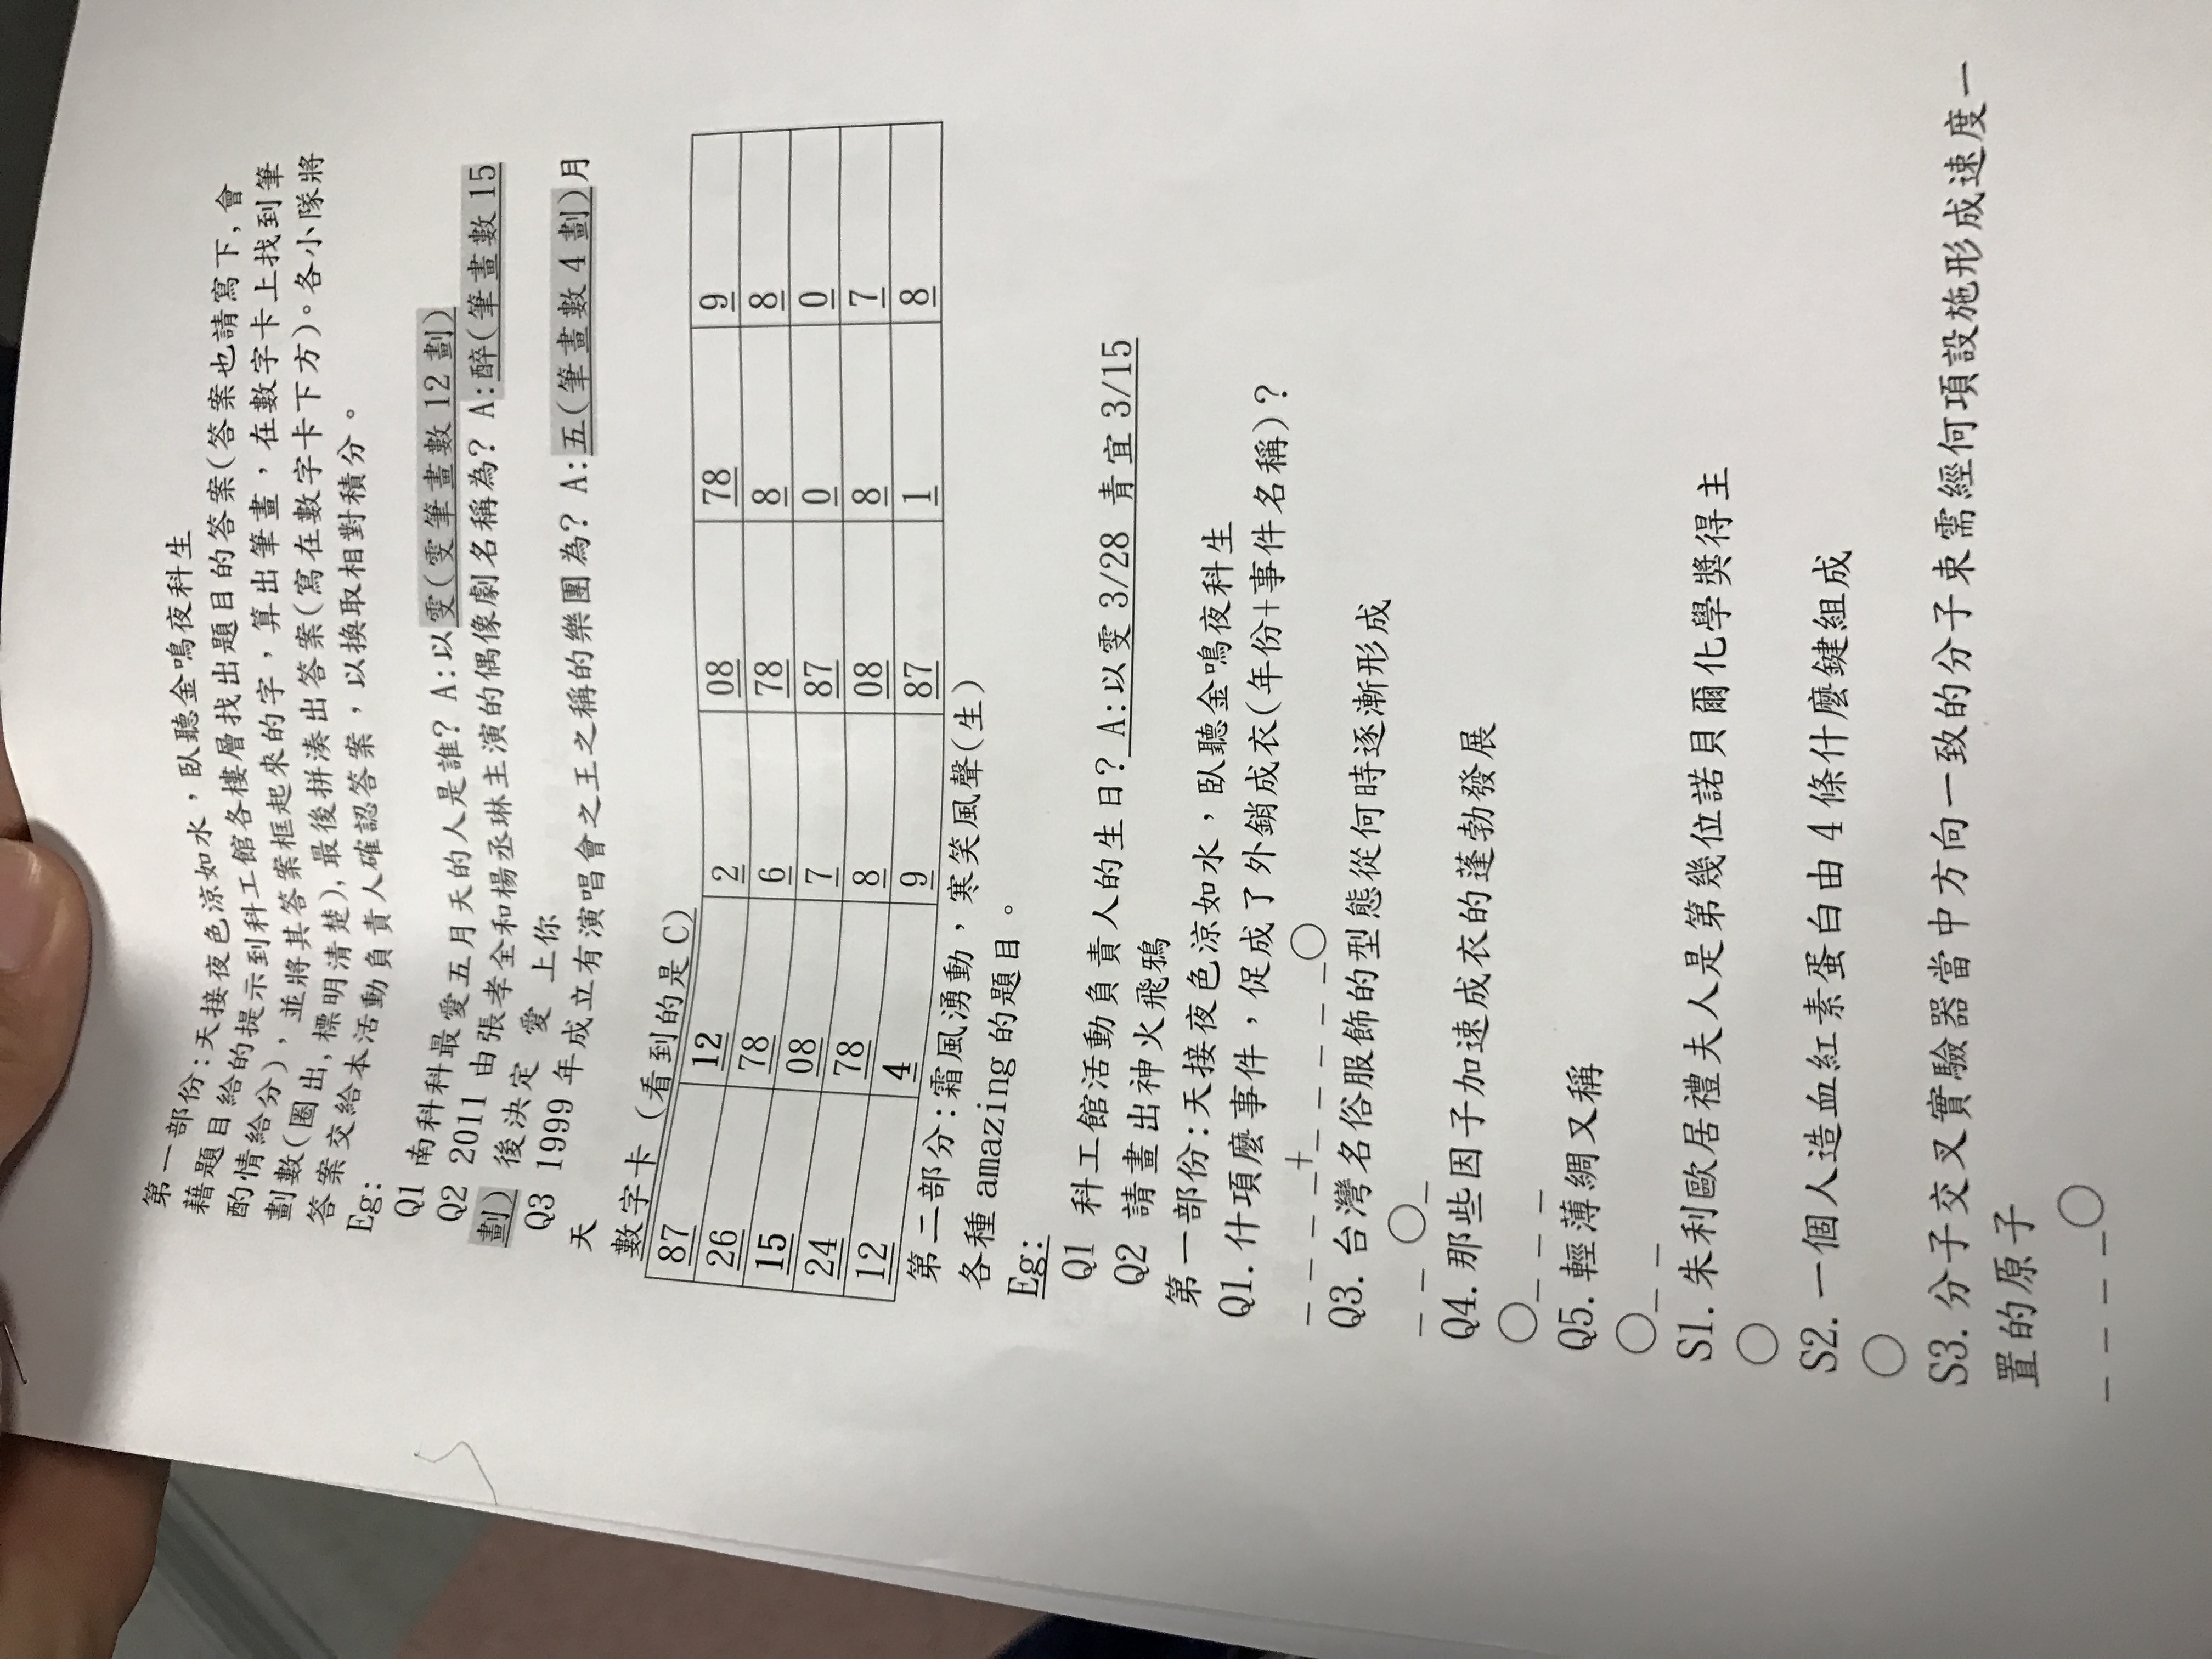 第一部份:天接夜色涼如水，臥聽金鳴夜科生
藉題目給的提示到科工館各樓層找出題目的答案(答案也請寫下,會
酌情給分)，並將其答案框起來的字，算出筆畫，在數字卡上找到筆
劃數(圈出,標明清楚),最後拼湊出答案(寫在數字卡下方)。各小隊將
答案交給本活動負責人確認答案，以換取相對積分。
Eg:
Q1 南科科最愛五月天的人是誰? A:以雯(雯筆畫數 12 劃)
Q2 2011 由張孝全和楊丞琳主演的偶像劇名稱為? A:醉(筆畫數 15
劃) 後決定 愛 上你
Q3 1999 年成立有演唱會之王之稱的樂團為? A:五(筆畫數 4 劃)月
天
數字卡 (看到的是 C)
87 12 2 08 78 9
26 78 6 78 8 8
15 08 7 87 0 0
24 78 8 08 8 7
12 4 9 87 1 8
第二部分:霜風湧動，寒笑風聲(生)
各種 amazing 的題目。
Eg:
Q1 科工館活動負責人的生日? A:以雯 3/28 青宜 3/15
Q2 請畫出神火飛鴉
第一部份:天接夜色涼如水，臥聽金鳴夜科生
Q1. 什項麼事件，促成了外銷成衣(年份+事件名稱)？
_ _ _ _+_ _ _ _ _○
Q3. 台灣名俗服飾的型態從何時逐漸形成
_ _ ○_
Q4. 那些因子加速成衣的蓬勃發展
○_ _ _
Q5. 輕薄綢又稱
○_ _
S1. 朱利歐居禮夫人是第幾位諾貝爾化學獎得主
○
S2. 一個人造血紅素蛋白由 4 條什麼鍵組成
○
S3. 分子交叉實驗器當中方向一致的分子束需經何項設施形成速度一
置的原子
_ _ _ _○